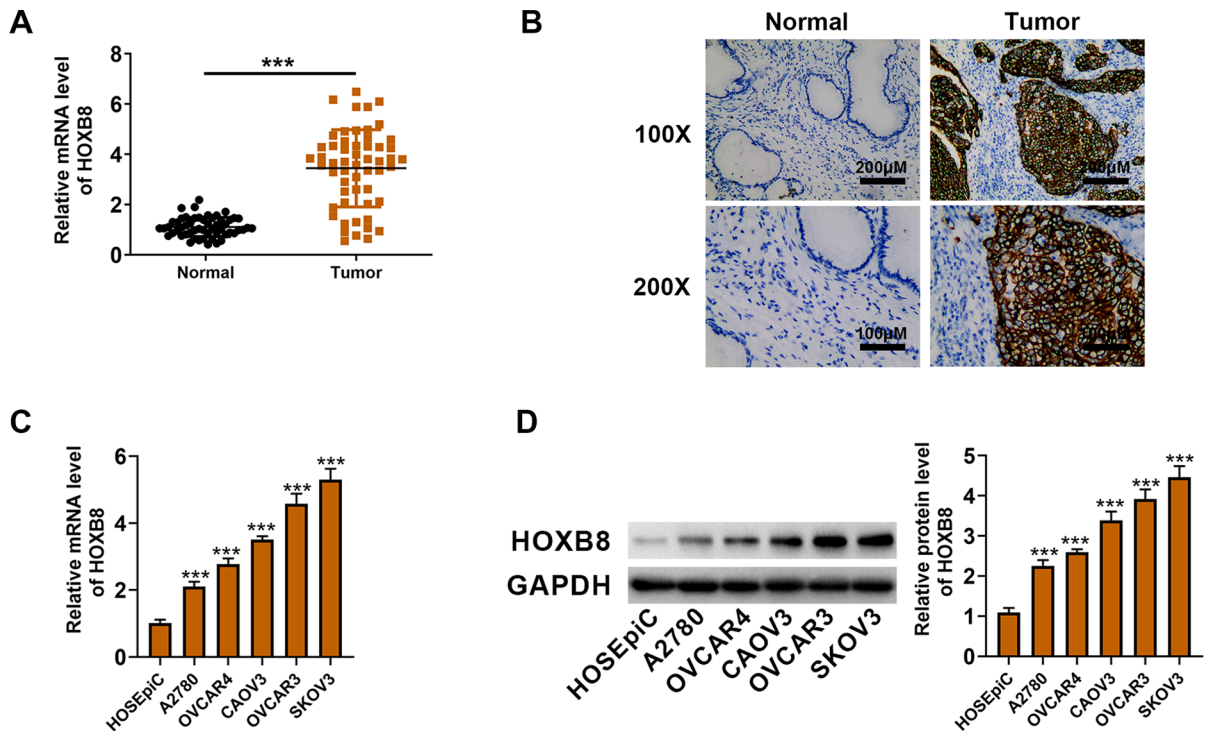 A
Relative mRNA level
of HOXB8
8
6
4
2
0
***
Normal
Tumor
B
Normal
Tumor
100X
200μM
200μM
200X
100μM
100μM
C
Relative mRNA level
of HOXB8
6
4
2
0
***
***
***
***
***
HOSEpiC
A2780
OVCAR4
CAOV3
OVCAR3
SKOV3
D
HOXB8
GAPDH
HOSEpiC
A2780
OVCAR4
CAOV3
OVCAR3
SKOV3
Relative protein level
of HOXB8
5
4
3
2
1
0
***
***
***
***
***
HOSEpiC
A2780
OVCAR4
CAOV3
OVCAR3
SKOV3